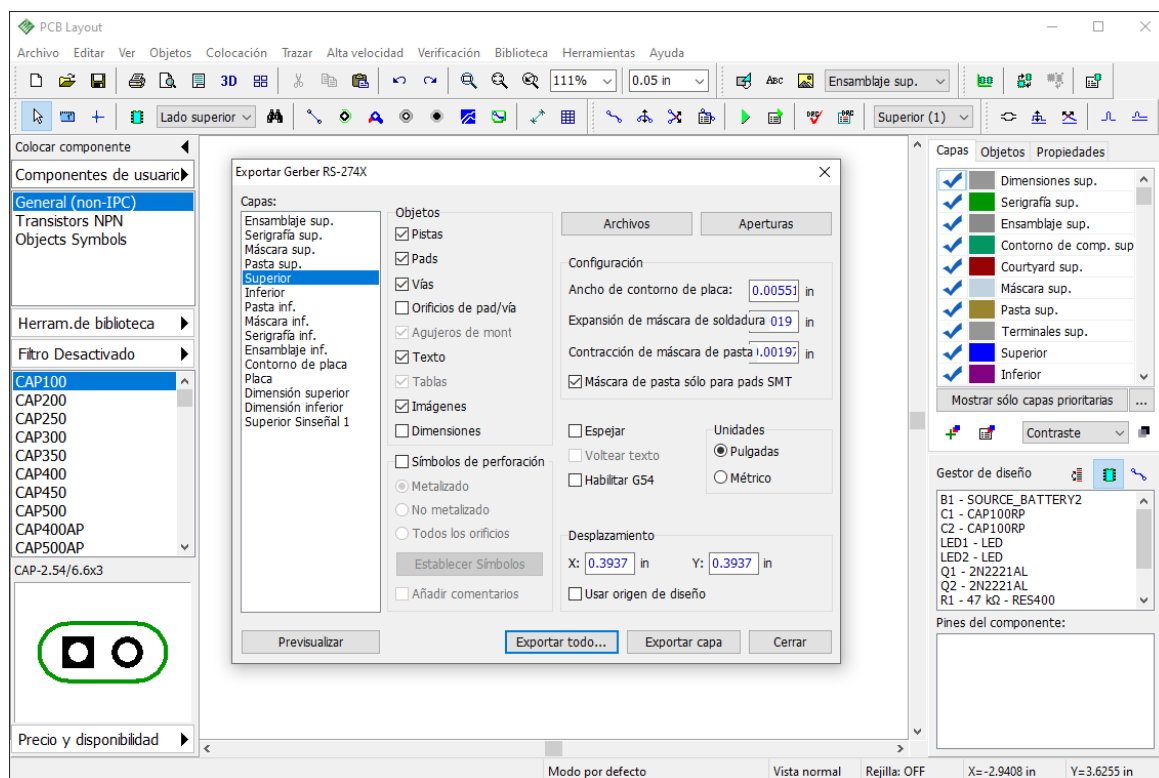 PCB Layout
Archivo Editar Ver Objetos Colocación Trazar Alta velocidad Verificación Biblioteca Herramientas Ayuda
3D 111% 0.05 in ABC Ensamblaje sup.
Lado superior DRC DRC Superior (1)
Colocar componente
Componentes de usuario
General (non-IPC)
Transistors NPN
Objects Symbols
Herram.de biblioteca
Filtro Desactivado
CAP100
CAP200
CAP250
CAP300
CAP350
CAP400
CAP450
CAP500
CAP400AP
CAP500AP
CAP-2.54/6.6x3
Precio y disponibilidad
Exportar Gerber RS-274X
Capas:
Ensamblaje sup.
Serigrafía sup.
Máscara sup.
Pasta sup.
Superior
Inferior
Pasta inf.
Máscara inf.
Serigrafía inf.
Ensamblaje inf.
Contorno de placa
Placa
Dimensión superior
Dimensión inferior
Superior Sinseñal 1
Objetos
Pistas
Pads
Vías
Orificios de pad/vía
Agujeros de mont
Texto
Tablas
Imágenes
Dimensiones
Símbolos de perforación
Metalizado
No metalizado
Todos los orificios
Establecer Símbolos
Añadir comentarios
Archivos Aperturas
Configuración
Ancho de contorno de placa: 0.00551 in
Expansión de máscara de soldadura 019 in
Contracción de máscara de pasta .00197 in
Máscara de pasta sólo para pads SMT
Espejar
Voltear texto
Habilitar G54
Unidades
Pulgadas
Métrico
Desplazamiento
X: 0.3937 in Y: 0.3937 in
Usar origen de diseño
Previsualizar Exportar todo... Exportar capa Cerrar
Capas Objetos Propiedades
Dimensiones sup.
Serigrafía sup.
Ensamblaje sup.
Contorno de comp. sup
Courtyard sup.
Máscara sup.
Pasta sup.
Terminales sup.
Superior
Inferior
Mostrar sólo capas prioritarias ...
Contraste
Gestor de diseño
B1 - SOURCE_BATTERY2
C1 - CAP100RP
C2 - CAP100RP
LED1 - LED
LED2 - LED
Q1 - 2N2221AL
Q2 - 2N2221AL
R1 - 47 kΩ - RES400
Pines del componente:
Modo por defecto Vista normal Rejilla: OFF X=-2.9408 in Y=3.6255 in